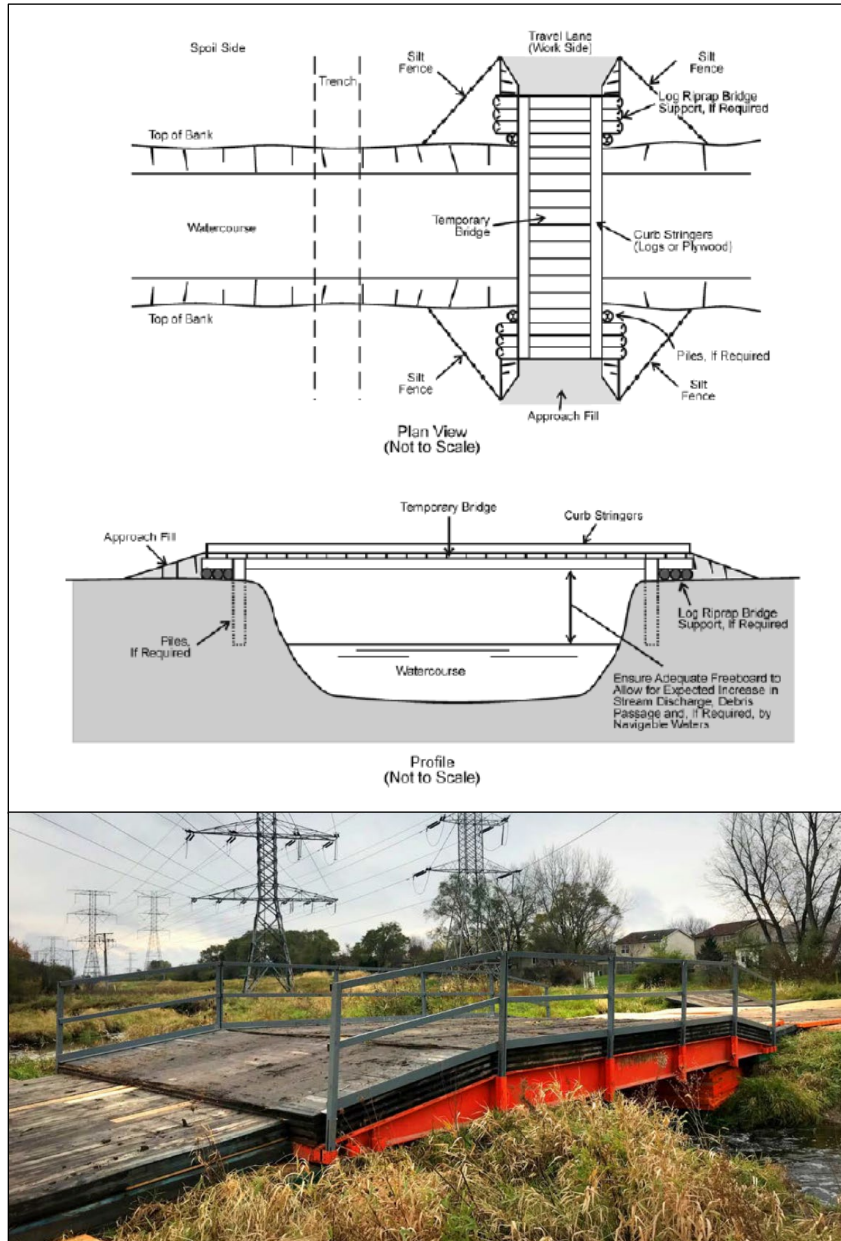 Spoil Side
Trench
Silt
Fence
Travel Lane
(Work Side)
Silt
Fence
Log Riprap Bridge
Support, If Required
Top of Bank
Watercourse
Temporary
Bridge
Curb Stringers
(Logs or Plywood)
Top of Bank
Silt
Fence
Piles, If Required
Silt
Fence
Approach Fill
Plan View
(Not to Scale)
Temporary Bridge
Curb Stringers
Approach Fill
Piles,
If Required
Log Riprap Bridge
Support, If Required
Watercourse
Ensure Adequate Freeboard to
Allow for Expected Increase in
Stream Discharge, Debris
Passage and, If Required, by
Navigable Waters
Profile
(Not to Scale)